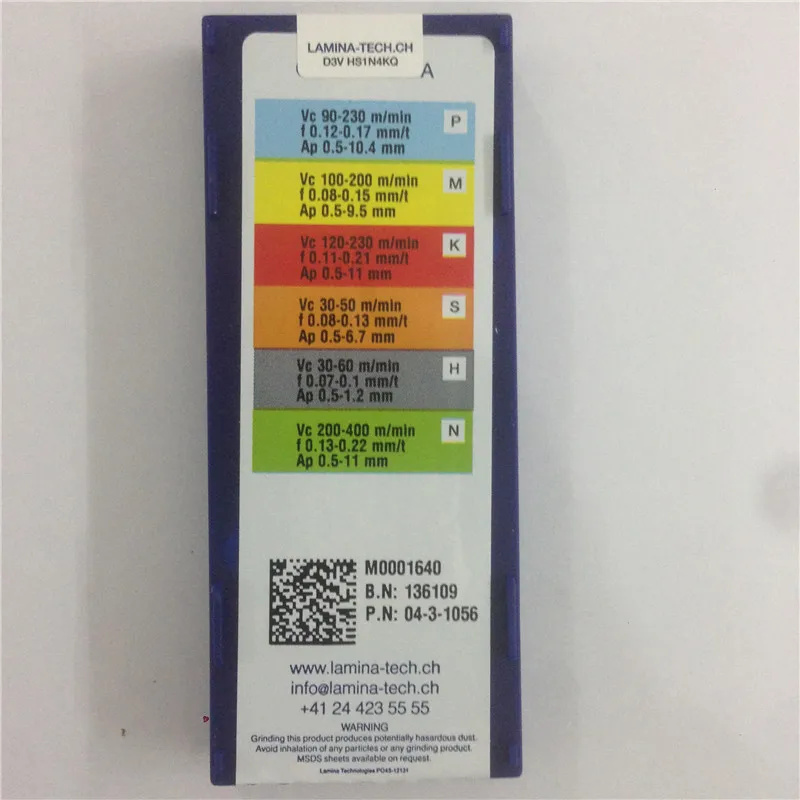 LAMINA-TECH.CH
D3V HS1N4KQ
A
Vc 90-230 m/min
f 0.12-0.17 mm/t
Ap 0.5-10.4 mm
P
Vc 100-200 m/min
f 0.08-0.15 mm/t
Ap 0.5-9.5 mm
M
Vc 120-230 m/min
f 0.11-0.21 mm/t
Ap 0.5-11 mm
K
Vc 30-50 m/min
f 0.08-0.13 mm/t
Ap 0.5-6.7 mm
S
Vc 30-60 m/min
f 0.07-0.1 mm/t
Ap 0.5-1.2 mm
H
Vc 200-400 m/min
f 0.13-0.22 mm/t
Ap 0.5-11 mm
N
M0001640
B.N: 136109
P.N: 04-3-1056
www.lamina-tech.ch
info@lamina-tech.ch
+41 24 423 55 55
WARNING
Grinding this product produces potentially hazardous dust.
Avoid inhalation of any particles or any grinding product.
MSDS sheets available on request.
Lamina Technologies PO45-12131